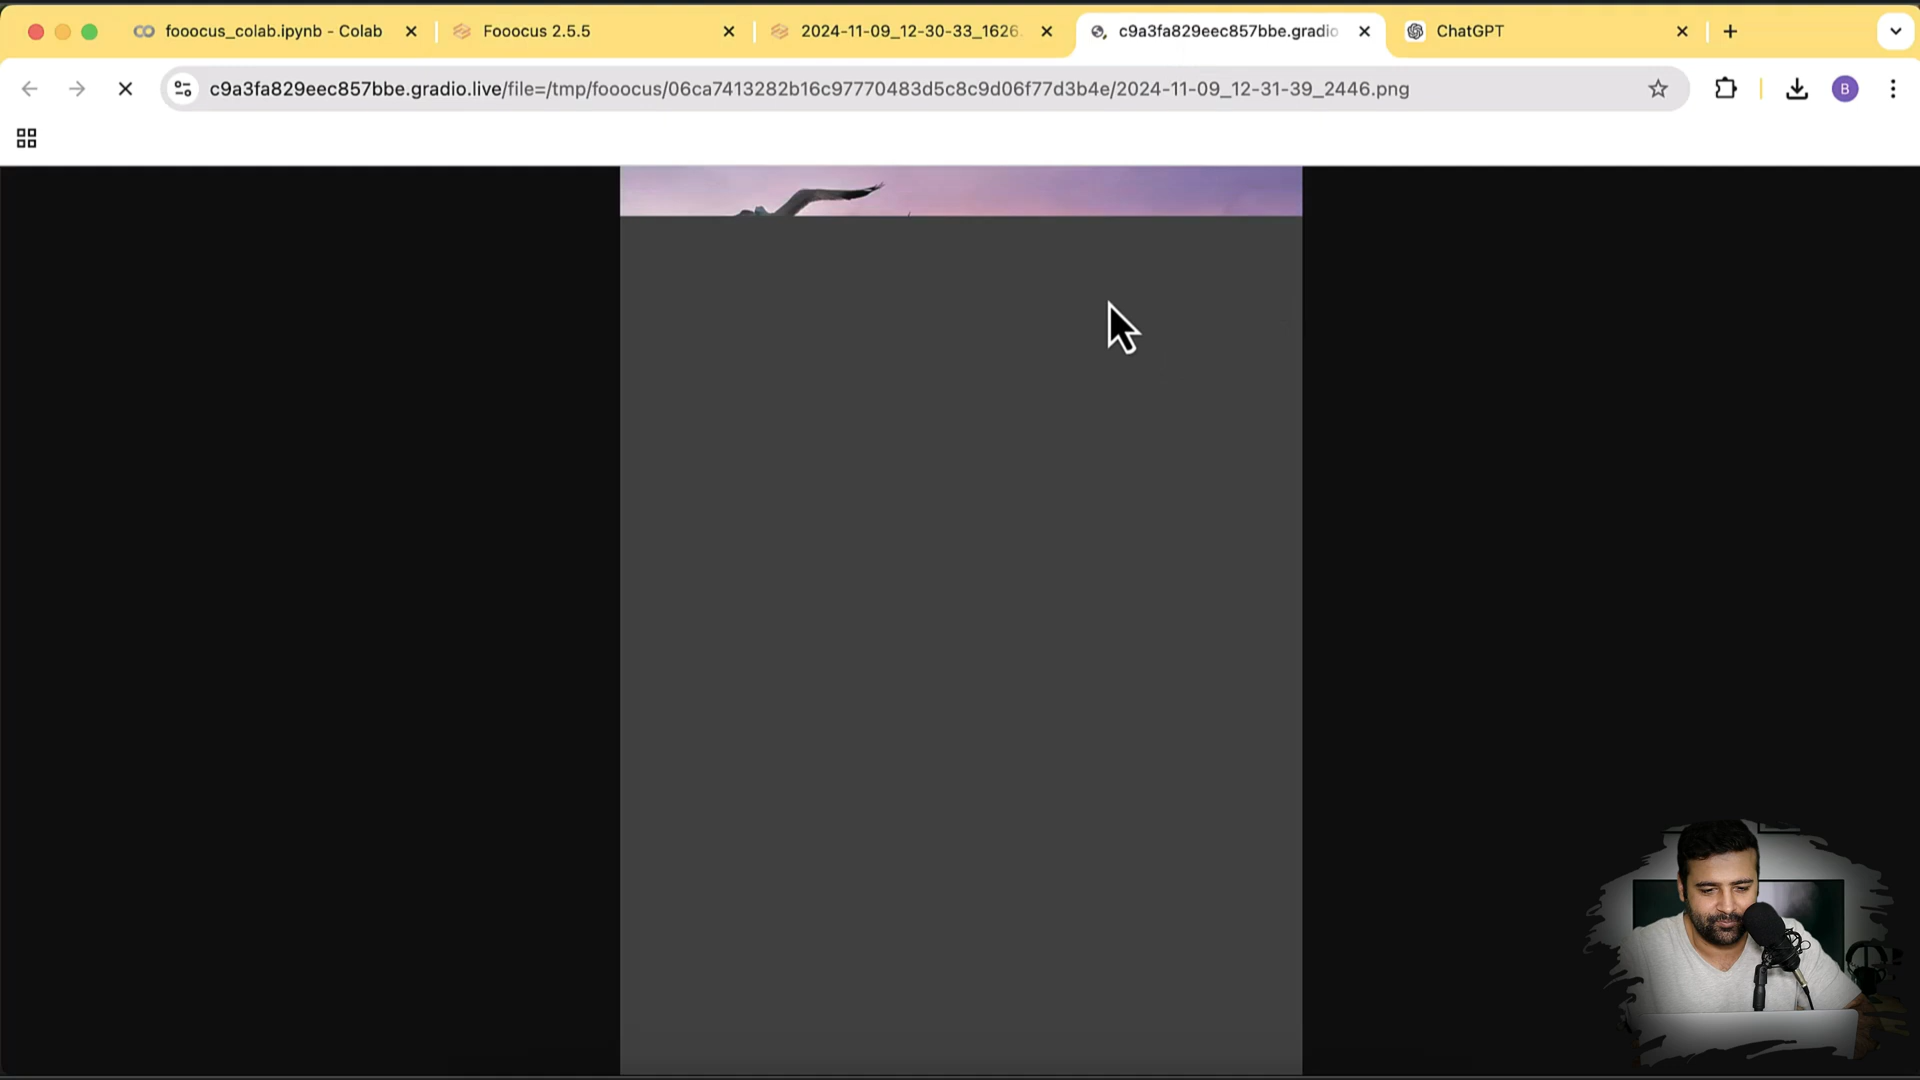 fooocus_colab.ipynb - Colab
Fooocus 2.5.5
2024-11-09_12-30-33_1626
c9a3fa829eec857bbe.gradio
ChatGPT
c9a3fa829eec857bbe.gradio.live/file=/tmp/fooocus/06ca7413282b16c97770483d5c8c9d06f77d3b4e/2024-11-09_12-31-39_2446.png
B